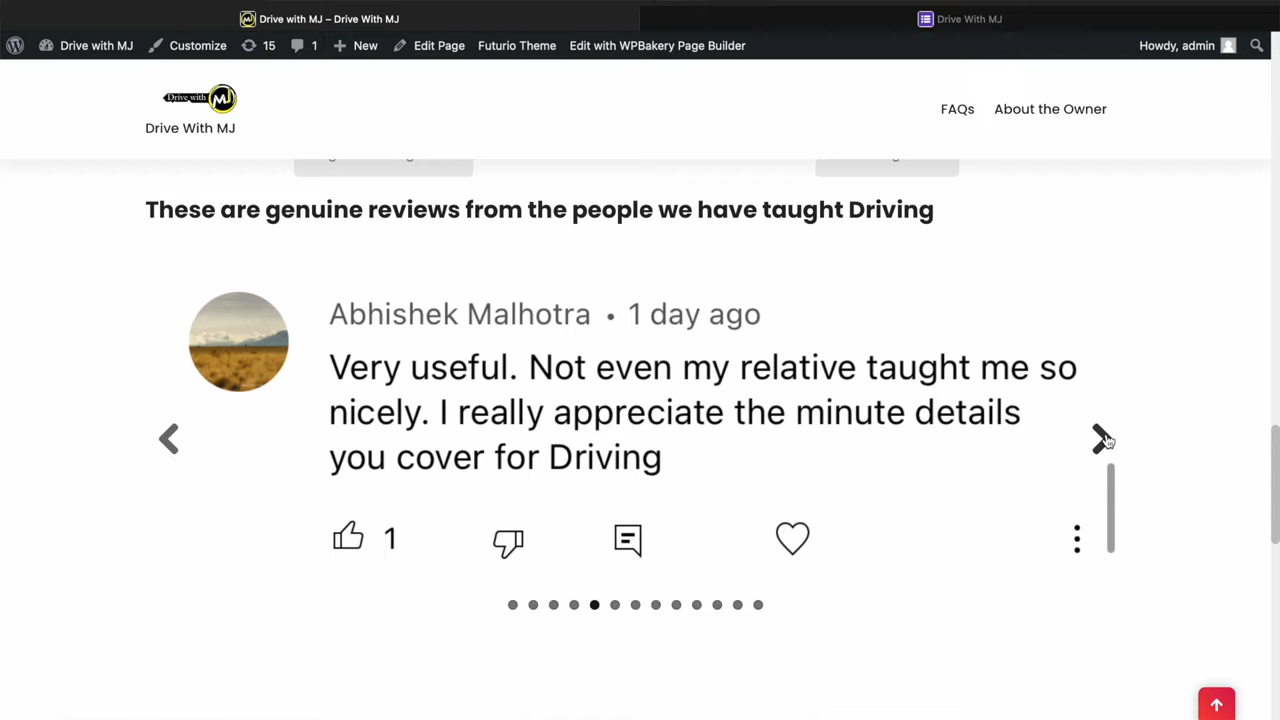 Drive with MJ – Drive With MJ
Drive With MJ
Drive with MJ Customize 15 1 New Edit Page Futurio Theme Edit with WPBakery Page Builder Howdy, admin
Drive with MJ
Drive With MJ
FAQs About the Owner
These are genuine reviews from the people we have taught Driving
Abhishek Malhotra • 1 day ago
Very useful. Not even my relative taught me so
nicely. I really appreciate the minute details
you cover for Driving
1